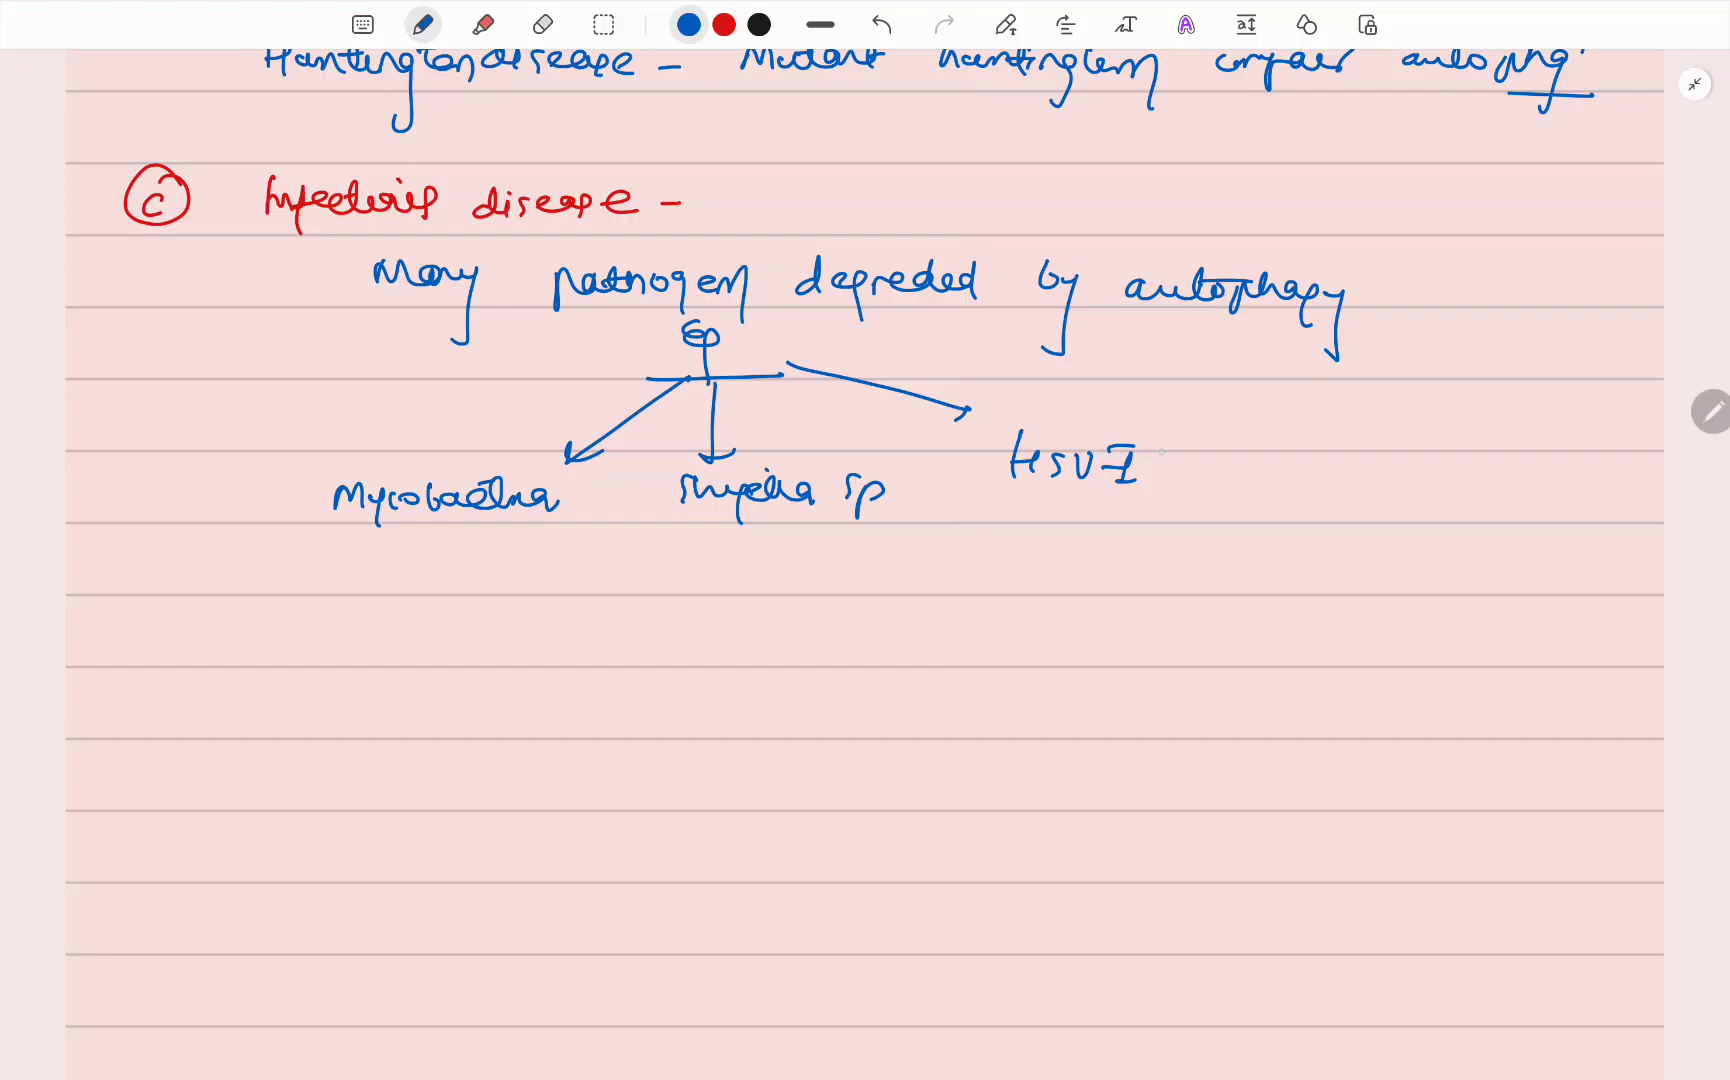 Huntington disease - Mutant huntingtin impair autophagy
C Infectious disease -
Many pathogen degraded by autophagy
Eg
Mycobacteria Shigella sp HSV I